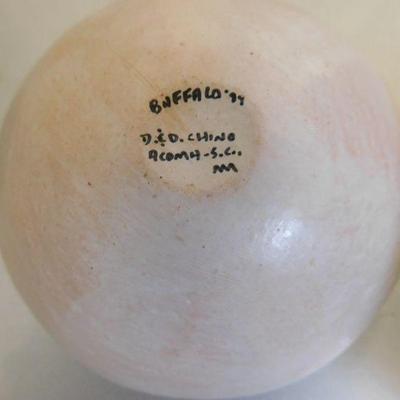 BUFFALO '94
D. & D. CHINO
ACOMA-S.C.,
NM